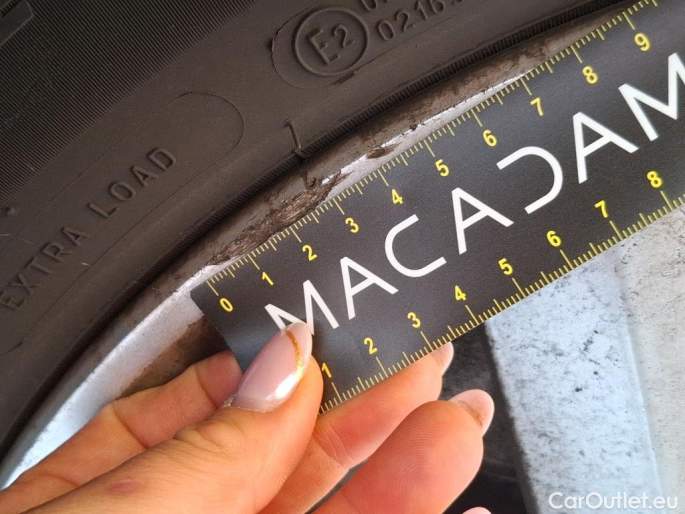 E2
0216
EXTRA LOAD
MACADAM
0 1 2 3 4 5 6 7 8 9
1 2 3 4 5 6 7 8
CarOutlet.eu